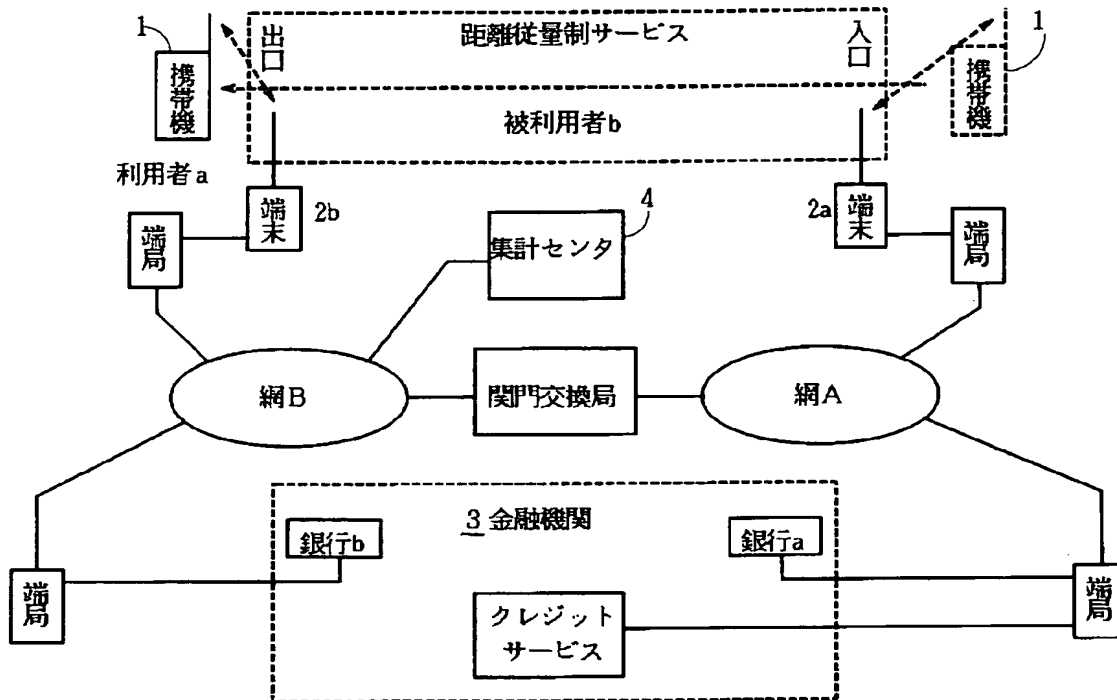 1
距離従量制サービス
1
出口
入口
携帯機
携帯機
被利用者b
利用者a
端末
2b
4
2a
端末
端局
集計センタ
端局
網B
関門交換局
網A
3 金融機関
銀行b
銀行a
端局
クレジット
サービス
端局